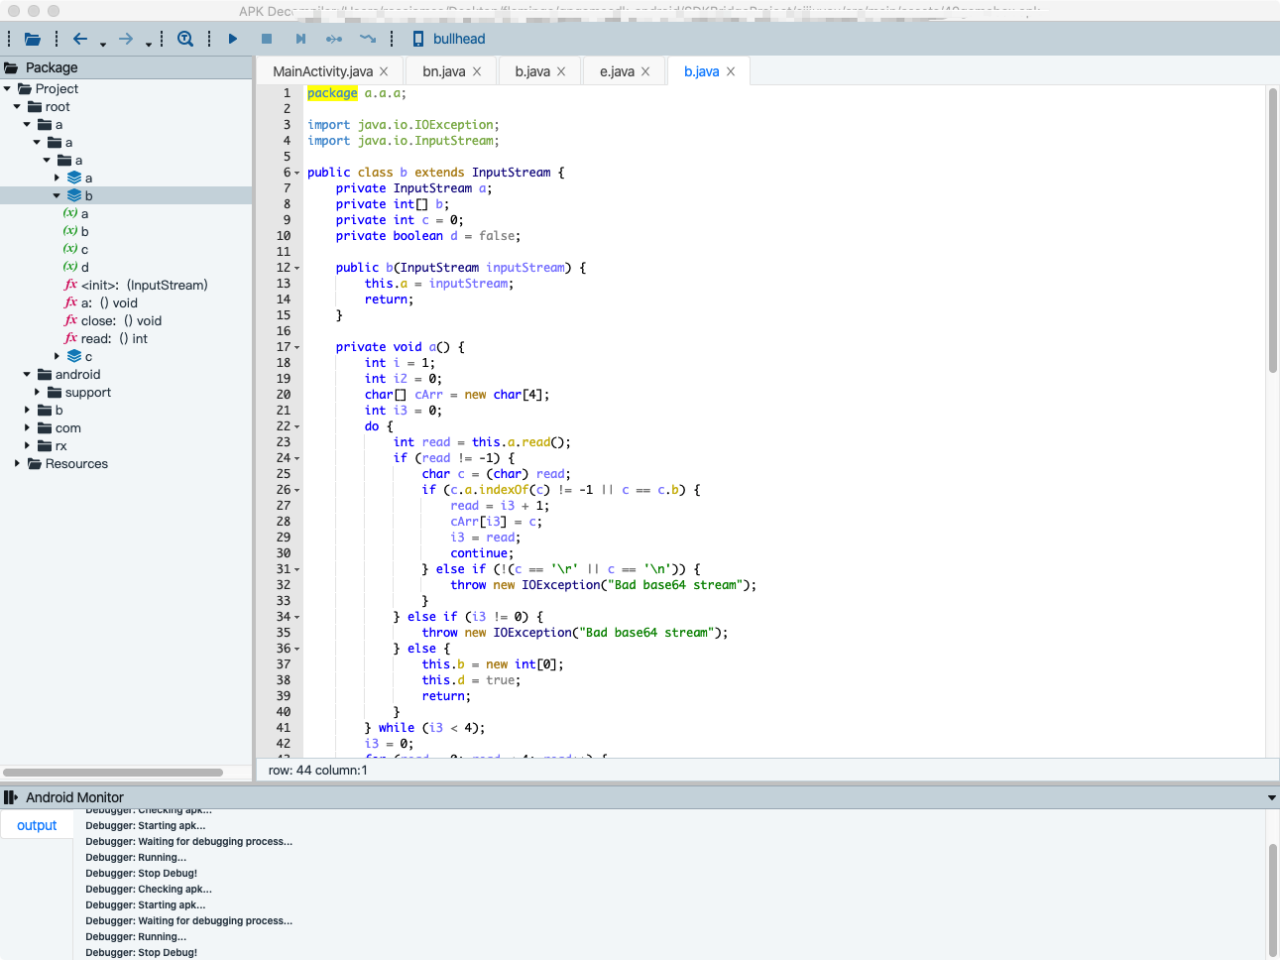 APK Dec
bullhead
Package
Project
root
a
a
a
a
b
a
b
c
d
<init>: (InputStream)
a: () void
close: () void
read: () int
c
android
support
b
com
rx
Resources
MainActivity.java
bn.java
b.java
e.java
b.java
1 package a.a.a;
2
3 import java.io.IOException;
4 import java.io.InputStream;
5
6 public class b extends InputStream {
7 private InputStream a;
8 private int[] b;
9 private int c = 0;
10 private boolean d = false;
11
12 public b(InputStream inputStream) {
13 this.a = inputStream;
14 return;
15 }
16
17 private void a() {
18 int i = 1;
19 int i2 = 0;
20 char[] cArr = new char[4];
21 int i3 = 0;
22 do {
23 int read = this.a.read();
24 if (read != -1) {
25 char c = (char) read;
26 if (c.a.indexOf(c) != -1 || c == c.b) {
27 read = i3 + 1;
28 cArr[i3] = c;
29 i3 = read;
30 continue;
31 } else if (!(c == '\r' || c == '\n')) {
32 throw new IOException("Bad base64 stream");
33 }
34 } else if (i3 != 0) {
35 throw new IOException("Bad base64 stream");
36 } else {
37 this.b = new int[0];
38 this.d = true;
39 return;
40 }
41 } while (i3 < 4);
42 i3 = 0;
row: 44 column:1
Android Monitor
output
Debugger: Checking apk...
Debugger: Starting apk...
Debugger: Waiting for debugging process...
Debugger: Running...
Debugger: Stop Debug!
Debugger: Checking apk...
Debugger: Starting apk...
Debugger: Waiting for debugging process...
Debugger: Running...
Debugger: Stop Debug!